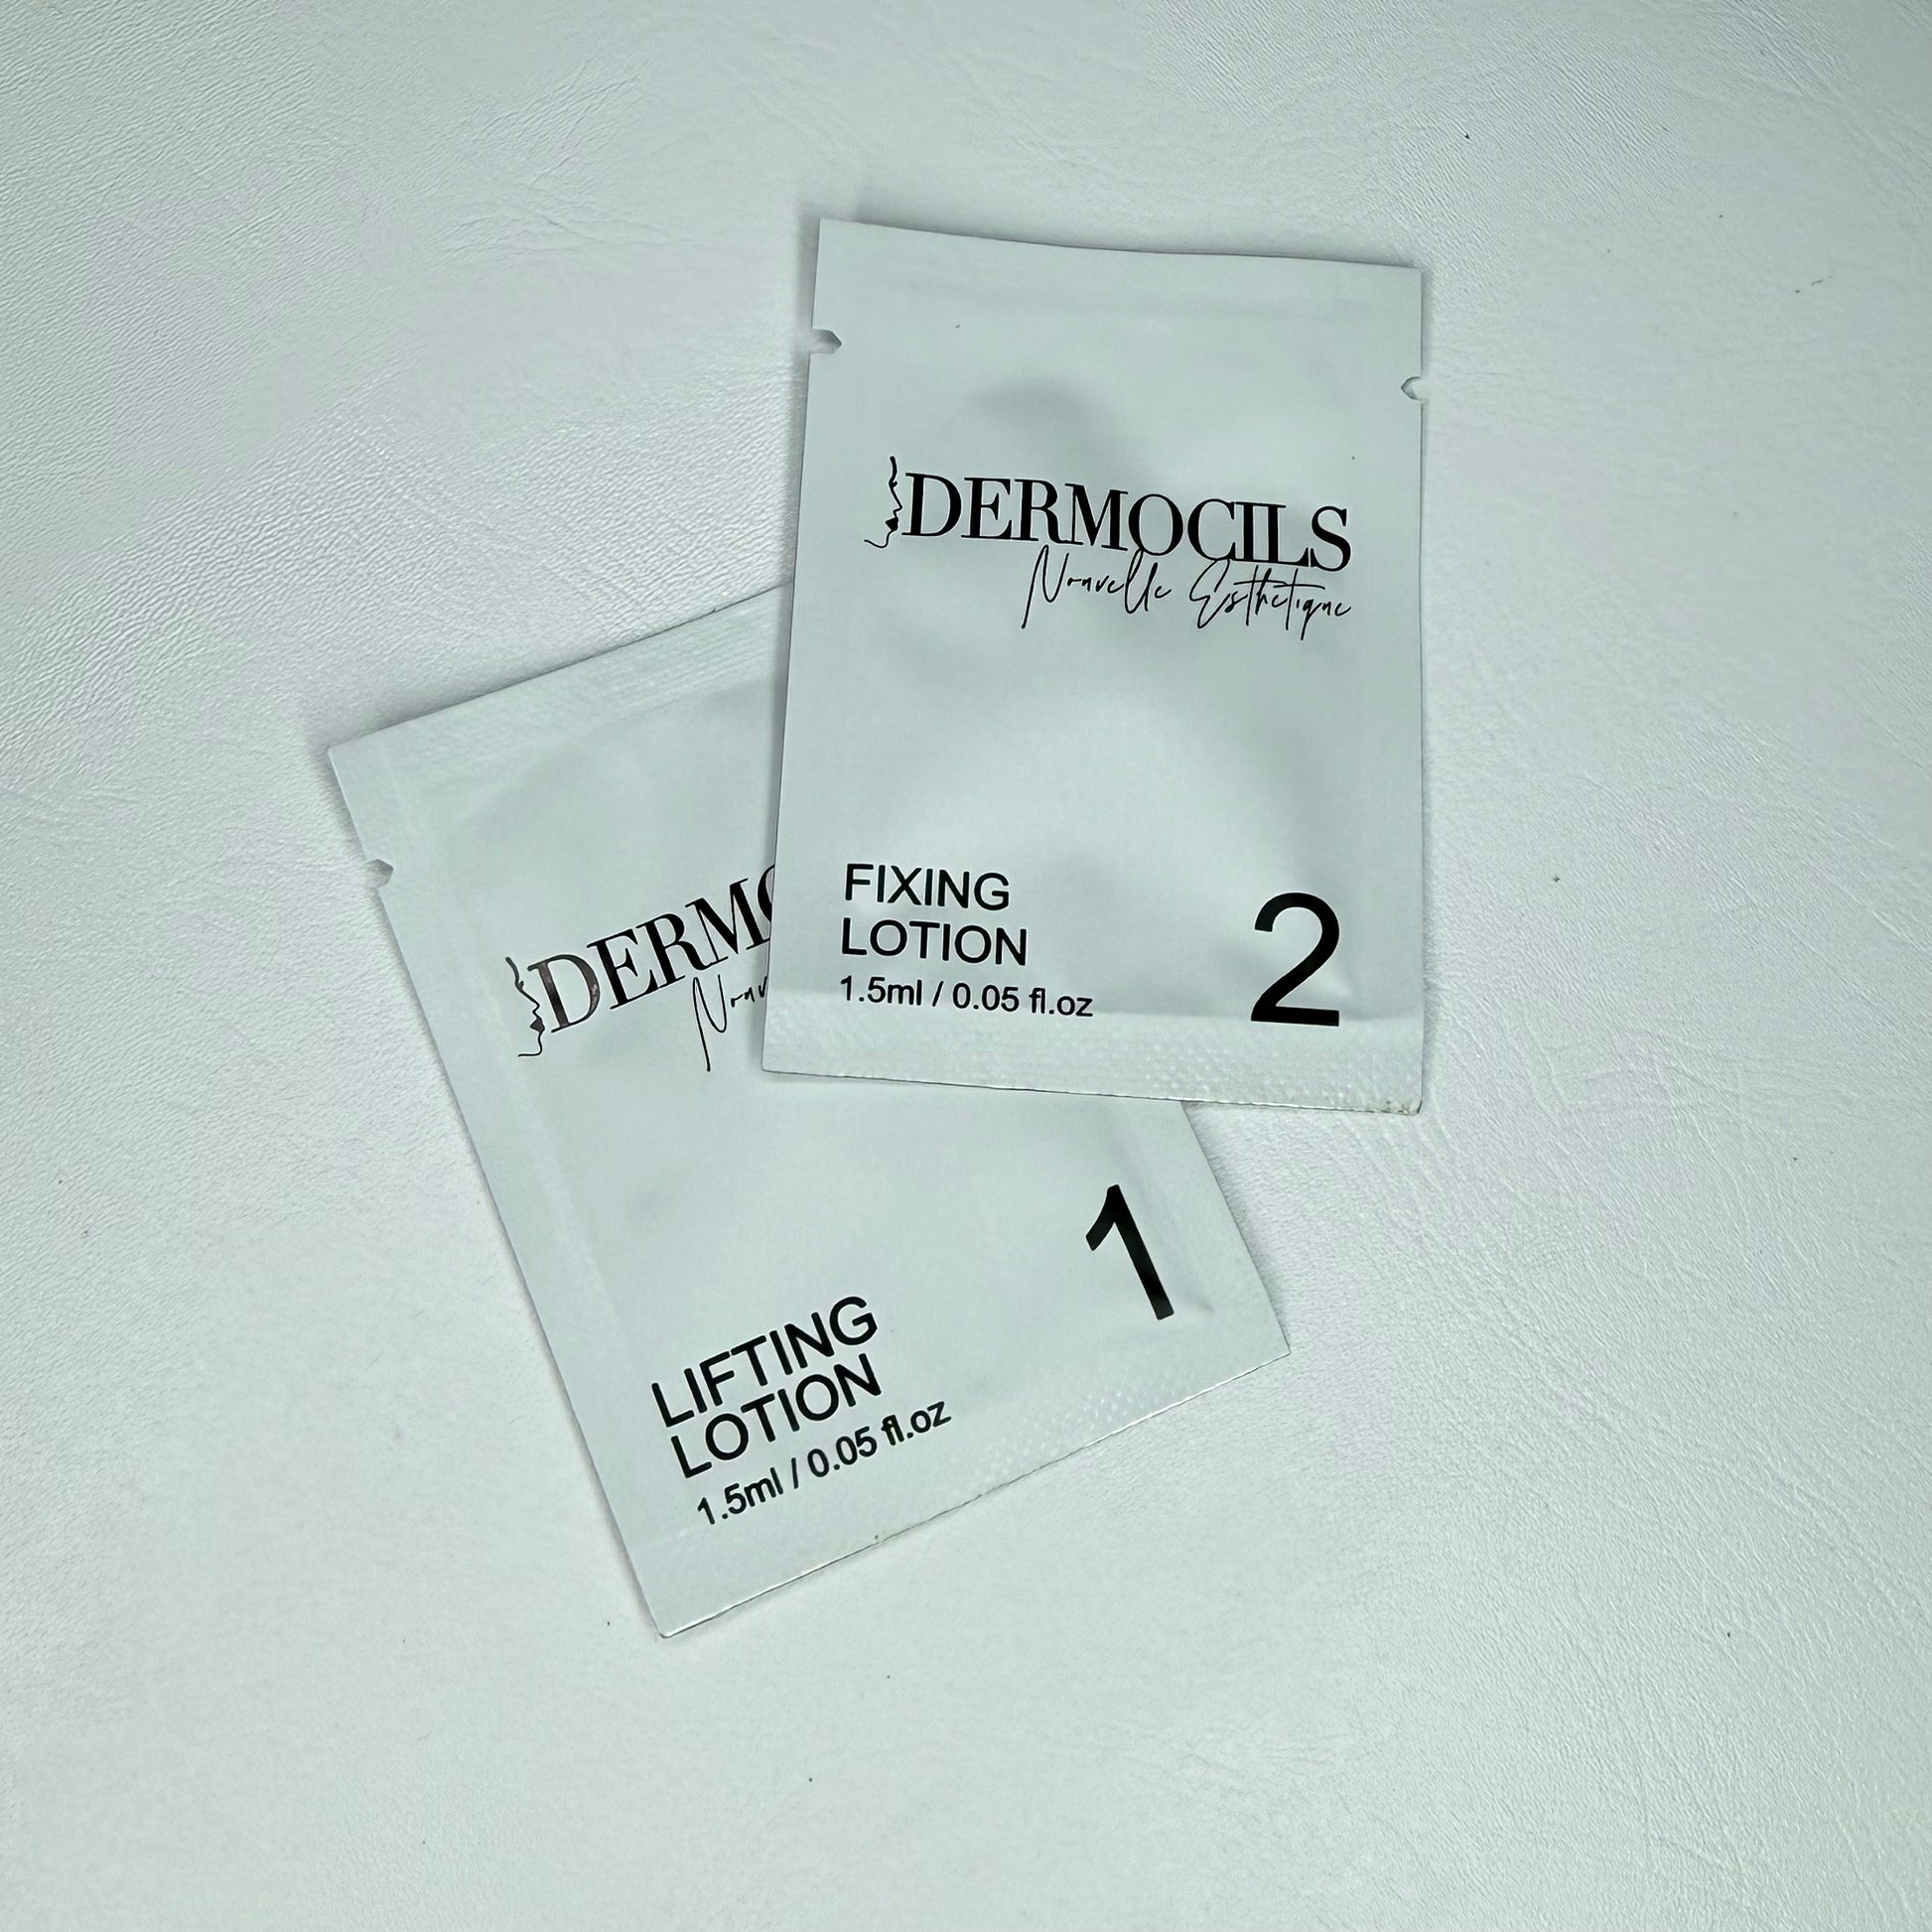 DERMOCILS
Nouvelle Esthetique
FIXING
LOTION
1.5ml / 0.05 fl.oz
2
DERMO
Nouv
1
LIFTING
LOTION
1.5ml / 0.05 fl.oz